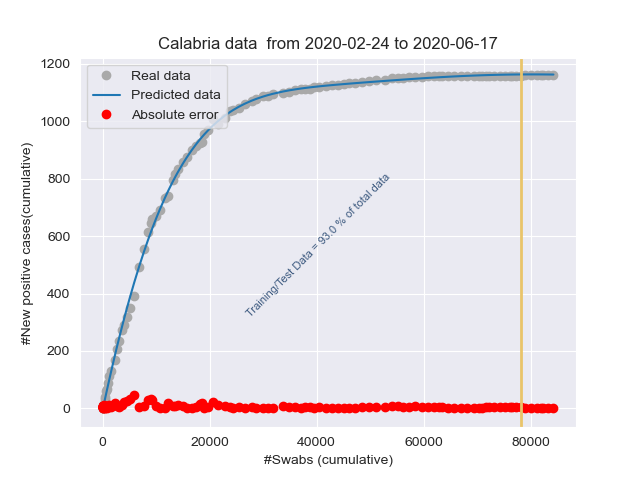 Calabria data  from 2020-02-24 to 2020-06-17
Real data
Predicted data
Absolute error
1200
1000
800
600
400
200
0
#New positive cases(cumulative)
Training/Test Data = 93.0 % of total data
0
20000
40000
60000
80000
#Swabs (cumulative)